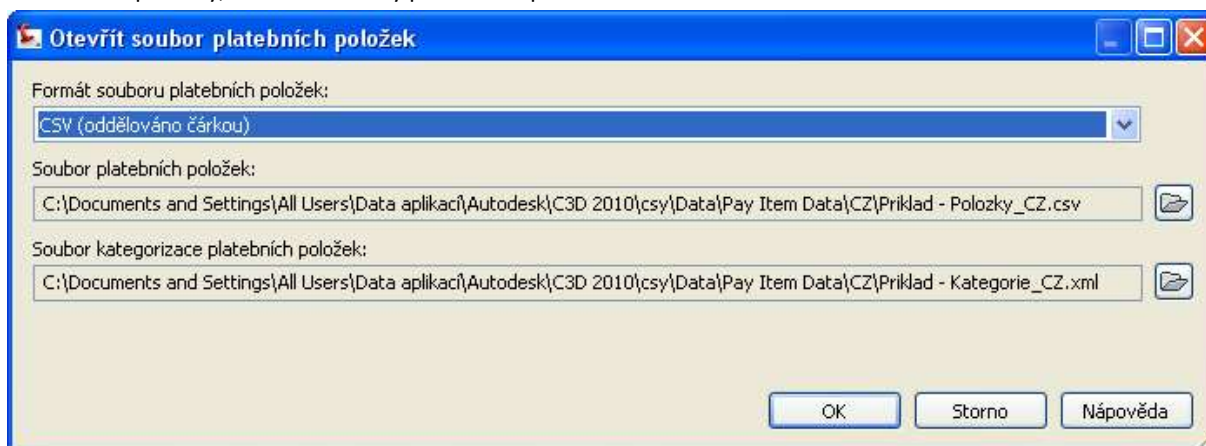 Otevřít soubor platebních položek
Formát souboru platebních položek:
CSV (oddělováno čárkou)
Soubor platebních položek:
C:\Documents and Settings\All Users\Data aplikací\Autodesk\C3D 2010\csy\Data\Pay Item Data\CZ\Priklad - Polozky_CZ.csv
Soubor kategorizace platebních položek:
C:\Documents and Settings\All Users\Data aplikací\Autodesk\C3D 2010\csy\Data\Pay Item Data\CZ\Priklad - Kategorie_CZ.xml
OK Storno Nápověda